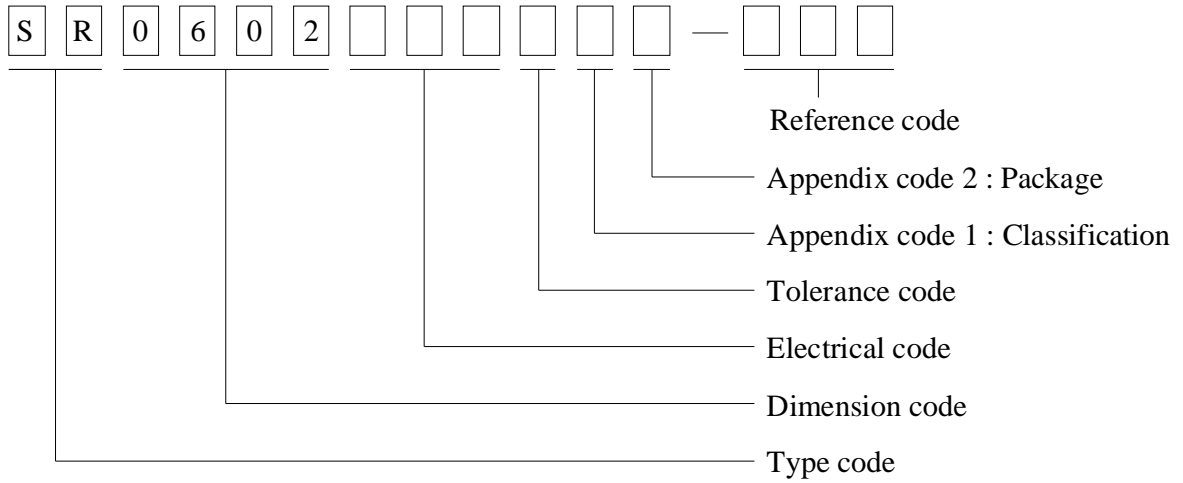 S R 0 6 0 2 —
Reference code
Appendix code 2 : Package
Appendix code 1 : Classification
Tolerance code
Electrical code
Dimension code
Type code